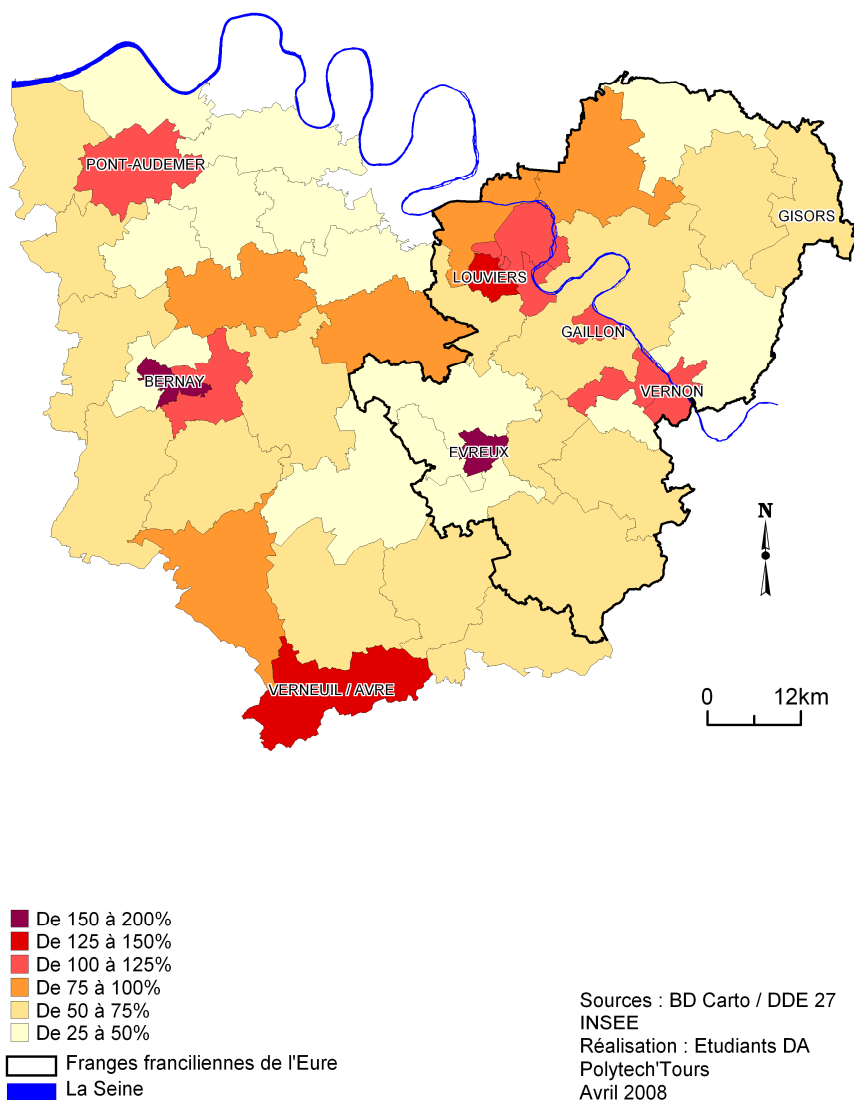 PONT-AUDEMER
GISORS
LOUVIERS
GAILLON
BERNAY
VERNON
EVREUX
N
VERNEUIL / AVRE
0 12km
De 150 à 200%
De 125 à 150%
De 100 à 125%
De 75 à 100%
De 50 à 75%
De 25 à 50%
Franges franciliennes de l'Eure
La Seine
Sources : BD Carto / DDE 27
INSEE
Réalisation : Etudiants DA
Polytech'Tours
Avril 2008